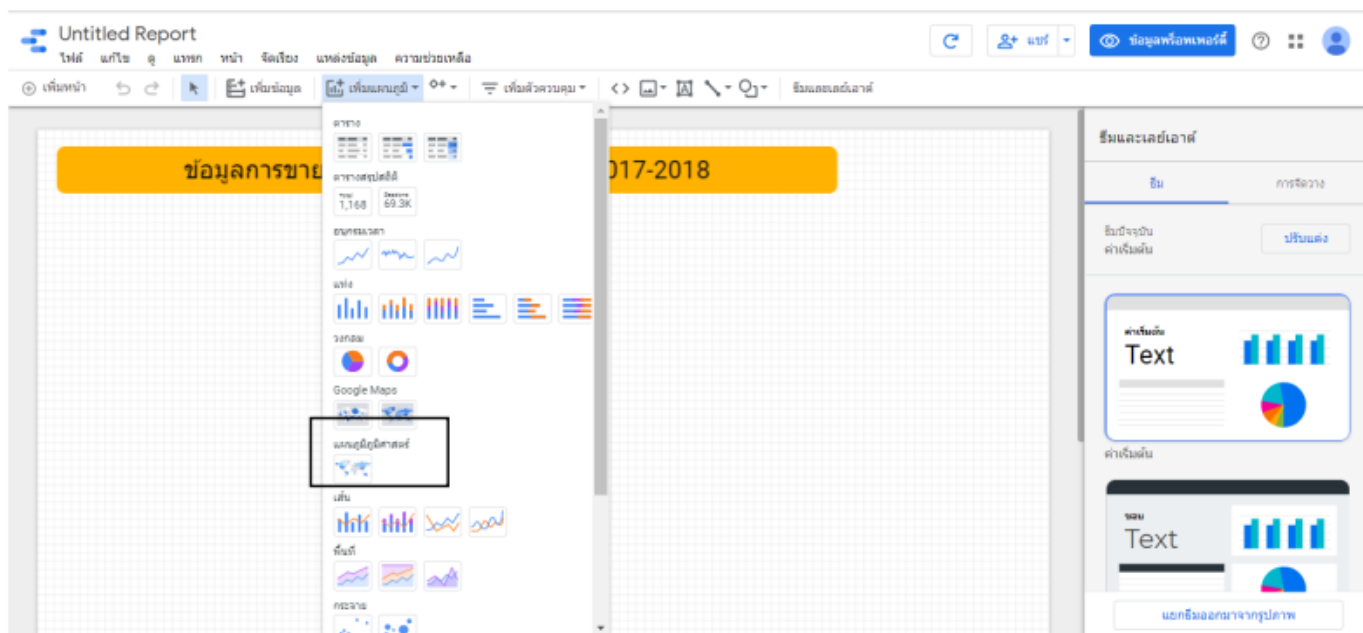 Untitled Report
ไฟล์ แก้ไข ดู แทรก หน้า จัดเรียง แหล่งข้อมูล ความช่วยเหลือ
แชร์
ข้อมูลพร็อพเพอร์ตี้
เพิ่มหน้า
เพิ่มข้อมูล
เพิ่มแผนภูมิ
เพิ่มตัวควบคุม
ธีมและเลย์เอาต์
ข้อมูลการขาย
017-2018
ตาราง
ตารางสรุปสถิติ
Total
1,168
Sessions
69.3K
อนุกรมเวลา
แท่ง
วงกลม
Google Maps
แผนภูมิภูมิศาสตร์
เส้น
พื้นที่
กระจาย
ธีมและเลย์เอาต์
ธีม
การจัดวาง
ธีมปัจจุบัน
ค่าเริ่มต้น
ปรับแต่ง
ค่าเริ่มต้น
Text
ค่าเริ่มต้น
ขอบ
Text
แยกธีมออกมาจากรูปภาพ